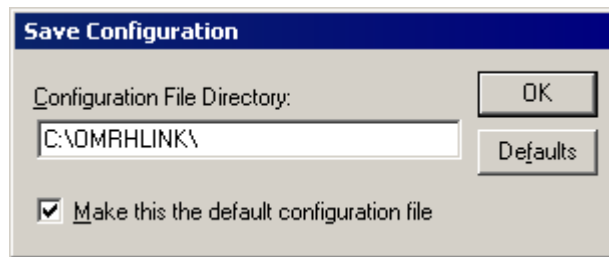 Save Configuration
Configuration File Directory:
OK
C:\OMRHLINK\
Defaults
Make this the default configuration file